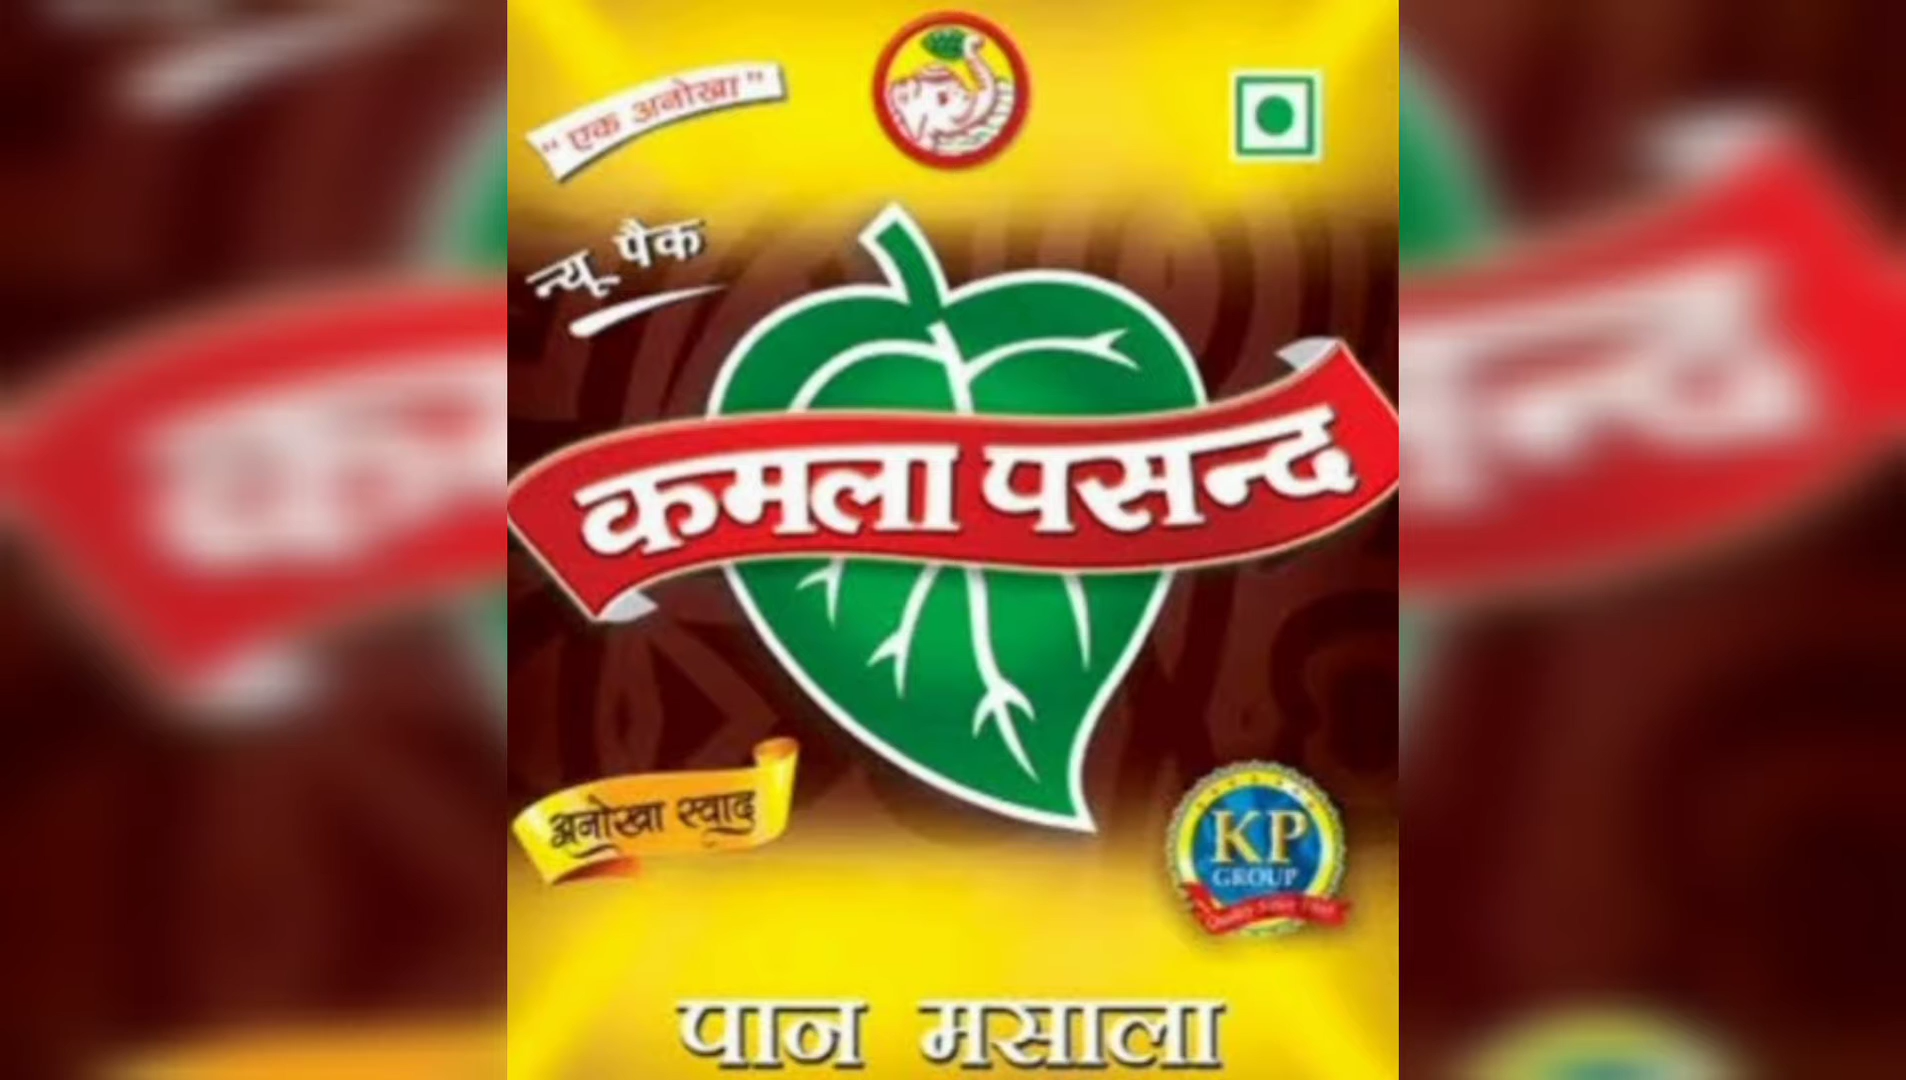 “एक अनोखा”
न्यू पैक
कमला पसन्द
अनोखा स्वाद
KP
GROUP
पान मसाला